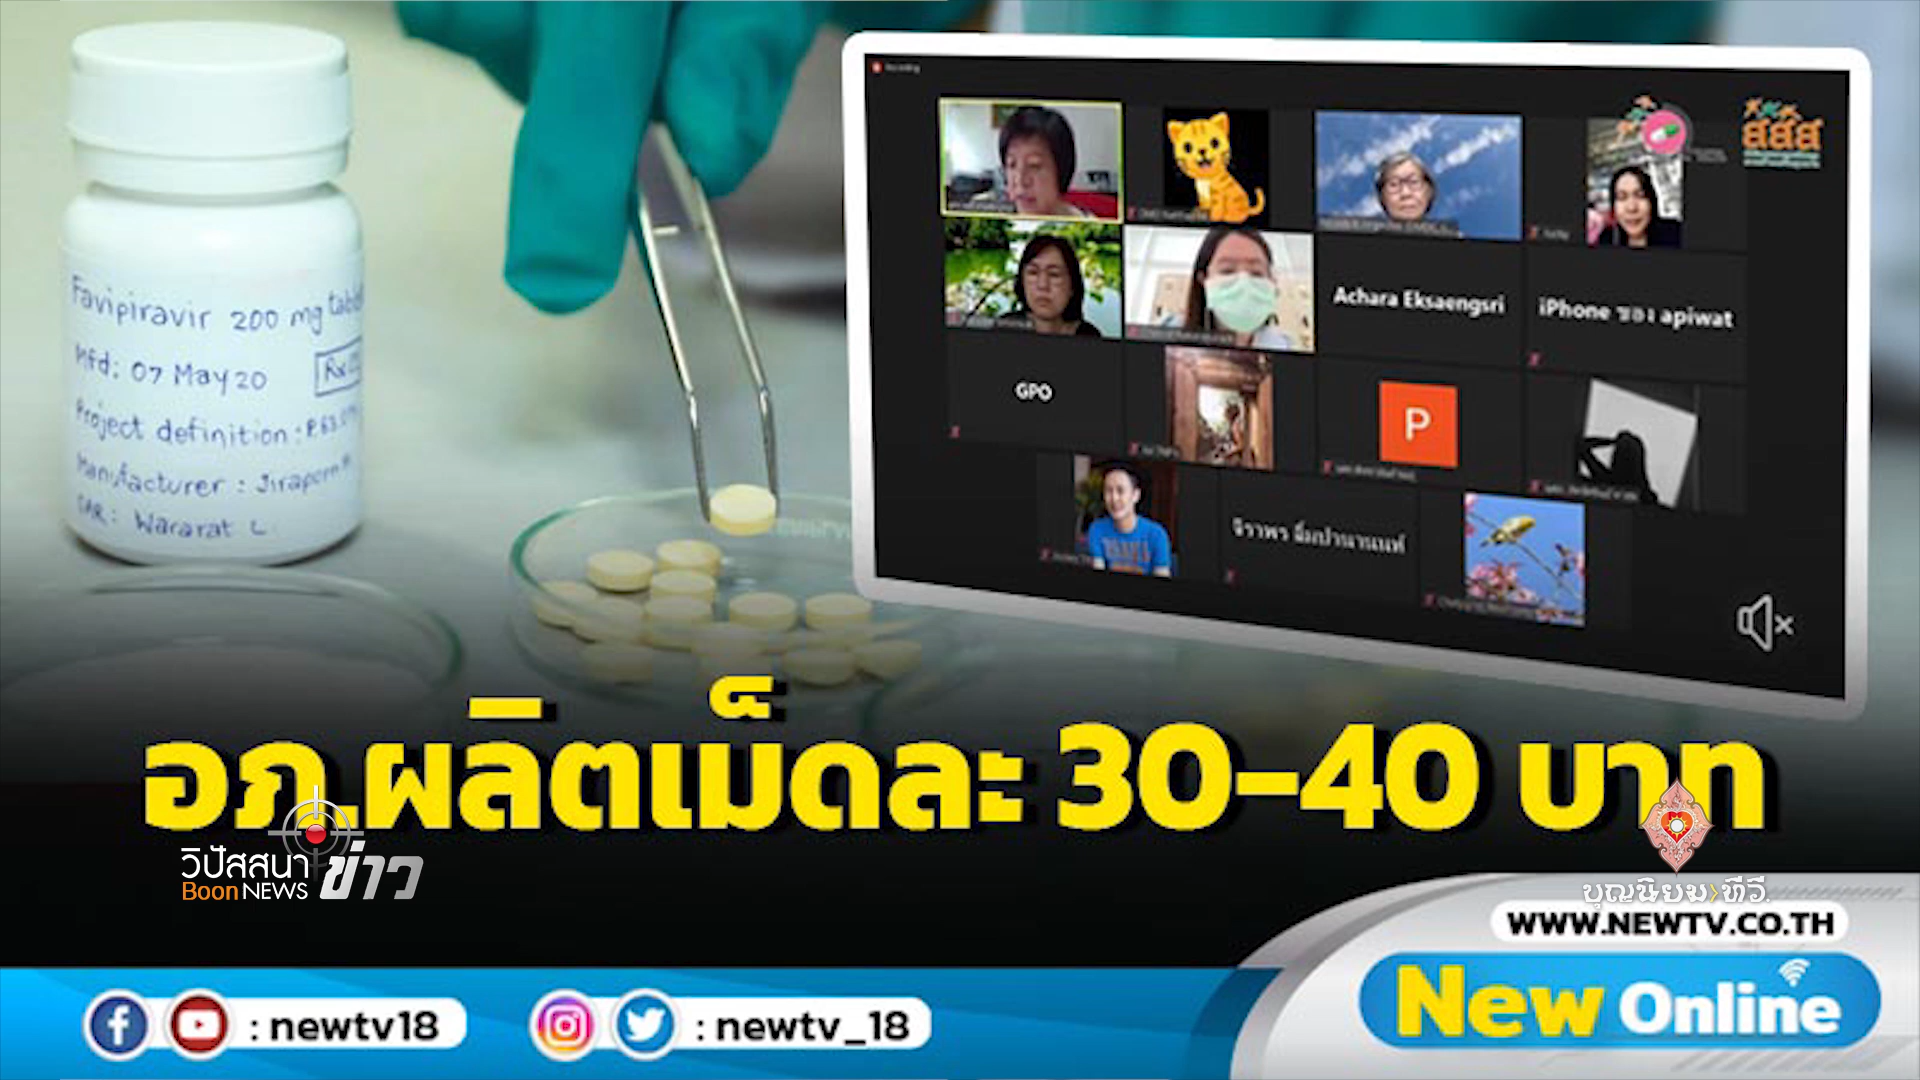 Favipiravir 200 mg
Mfd: 07 May 20
Project definition:
Manufacturer : Jiraporn
Wararat L
สสส
Achara Eksaengsri
iPhone ของ apiwat
GPO
P
อภ.ผลิตเม็ดละ 30-40 บาท
วิปัสสนา
ข่าว
Boon NEWS
บุญนิยมทีวี
WWW.NEWTV.CO.TH
: newtv18
: newtv_18
New Online